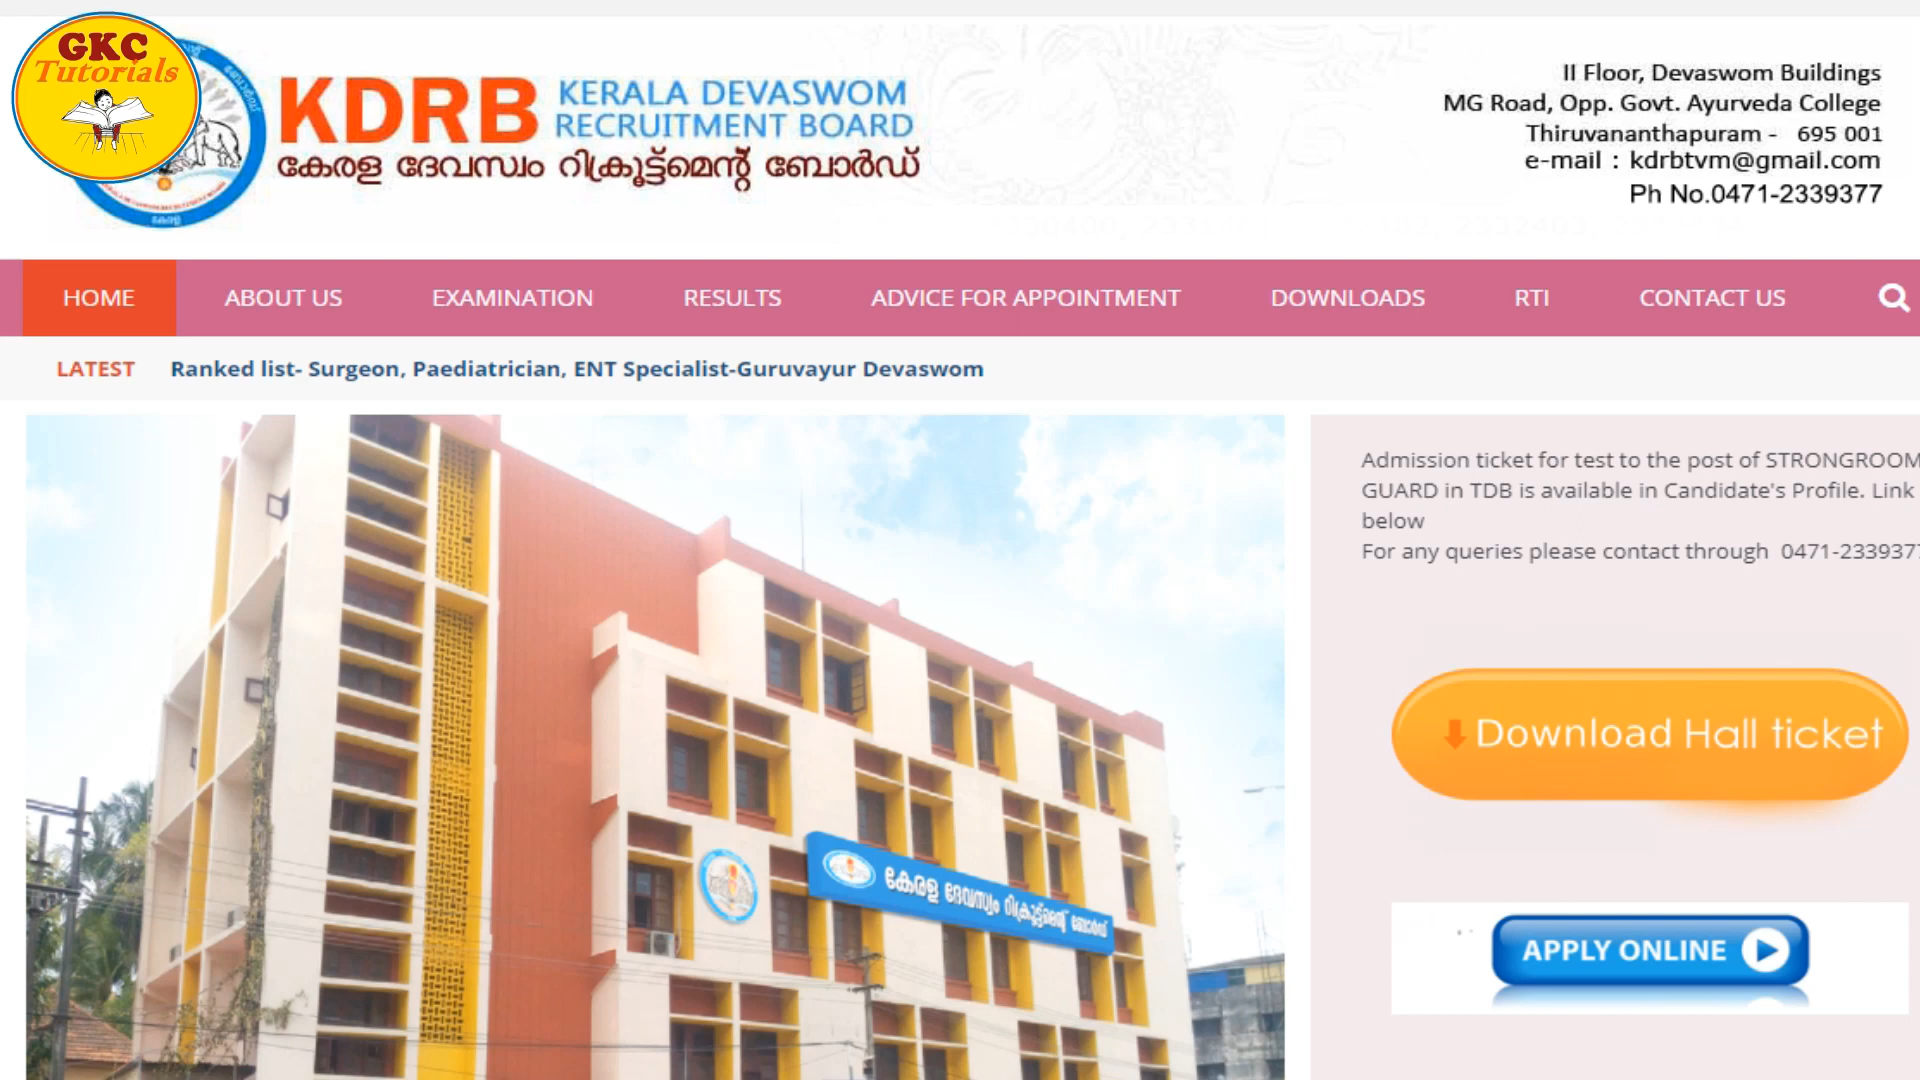 GKC
Tutorials
KDRB
KERALA DEVASWOM
RECRUITMENT BOARD
കേരള ദേവസ്വം റിക്രൂട്ട്മെന്റ് ബോർഡ്
II Floor, Devaswom Buildings
MG Road, Opp. Govt. Ayurveda College
Thiruvananthapuram - 695 001
e-mail : kdrbtvm@gmail.com
Ph No.0471-2339377
HOME ABOUT US EXAMINATION RESULTS ADVICE FOR APPOINTMENT DOWNLOADS RTI CONTACT US
LATEST Ranked list- Surgeon, Paediatrician, ENT Specialist-Guruvayur Devaswom
Admission ticket for test to the post of STRONGROOM
GUARD in TDB is available in Candidate's Profile. Link
below
For any queries please contact through 0471-2339377
Download Hall ticket
കേരള ദേവസ്വം റിക്രൂട്ട്മെന്റ് ബോർഡ്
APPLY ONLINE